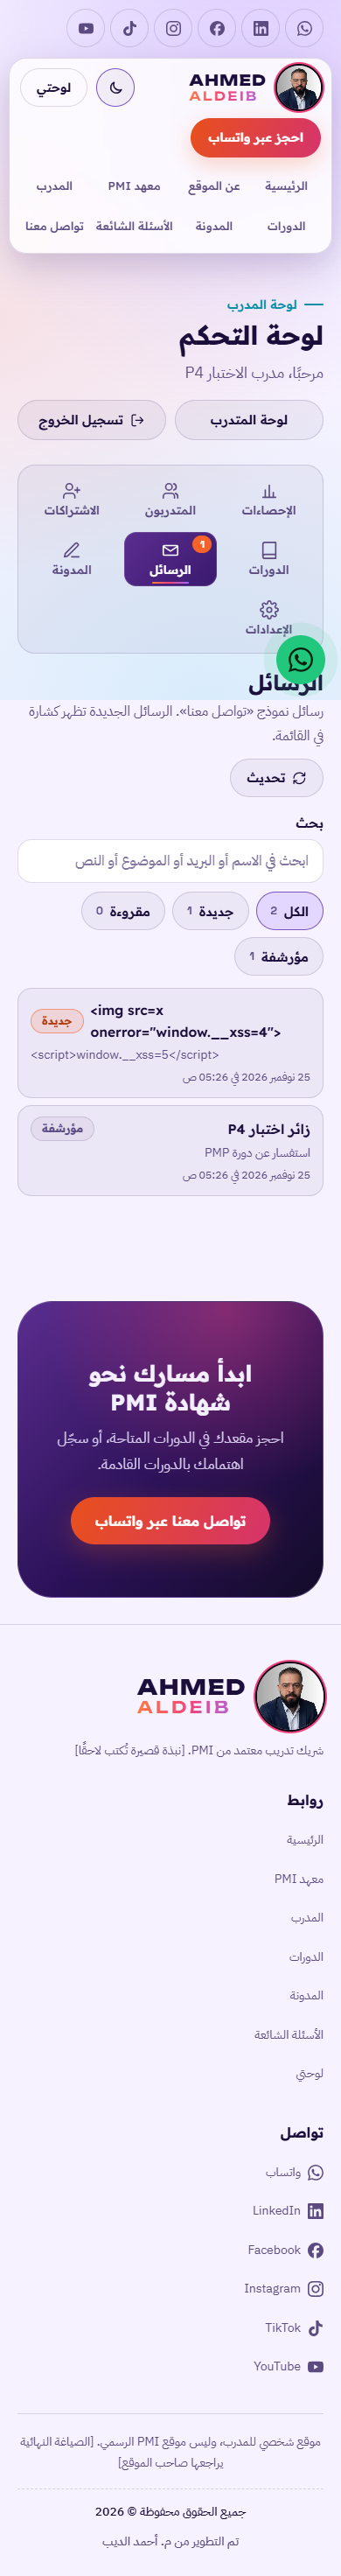 AHMED
ALDEIB
لوحتي
احجز عبر واتساب
الرئيسية
عن الموقع
معهد PMI
المدرب
الدورات
المدونة
الأسئلة الشائعة
تواصل معنا
لوحة المدرب
لوحة التحكم
مرحبًا، مدرب الاختبار P4
لوحة المدرب
تسجيل الخروج
الإحصاءات
المتدربون
الاشتراكات
الدورات
1
الرسائل
المدونة
الإعدادات
الرسائل
رسائل نموذج «تواصل معنا». الرسائل الجديدة تظهر كشارة
في القائمة.
تحديث
بحث
ابحث في الاسم أو البريد أو الموضوع أو النص
الكل 2
جديدة 1
مقروءة 0
مؤرشفة 1
<img src=x
onerror="window.__xss=4">
جديدة
<script>window.__xss=5</script>
25 نوفمبر 2026 في 05:26 ص
زائر اختبار P4
مؤرشفة
استفسار عن دورة PMP
25 نوفمبر 2026 في 05:26 ص
ابدأ مسارك نحو
شهادة PMI
احجز مقعدك في الدورات المتاحة، أو سجّل
اهتمامك بالدورات القادمة.
تواصل معنا عبر واتساب
AHMED
ALDEIB
شريك تدريب معتمد من PMI. [نبذة قصيرة تُكتب لاحقًا]
روابط
الرئيسية
معهد PMI
المدرب
الدورات
المدونة
الأسئلة الشائعة
لوحتي
تواصل
واتساب
LinkedIn
Facebook
Instagram
TikTok
YouTube
موقع شخصي للمدرب، وليس موقع PMI الرسمي. [الصياغة النهائية
يراجعها صاحب الموقع]
جميع الحقوق محفوظة © 2026
تم التطوير من م. أحمد الديب